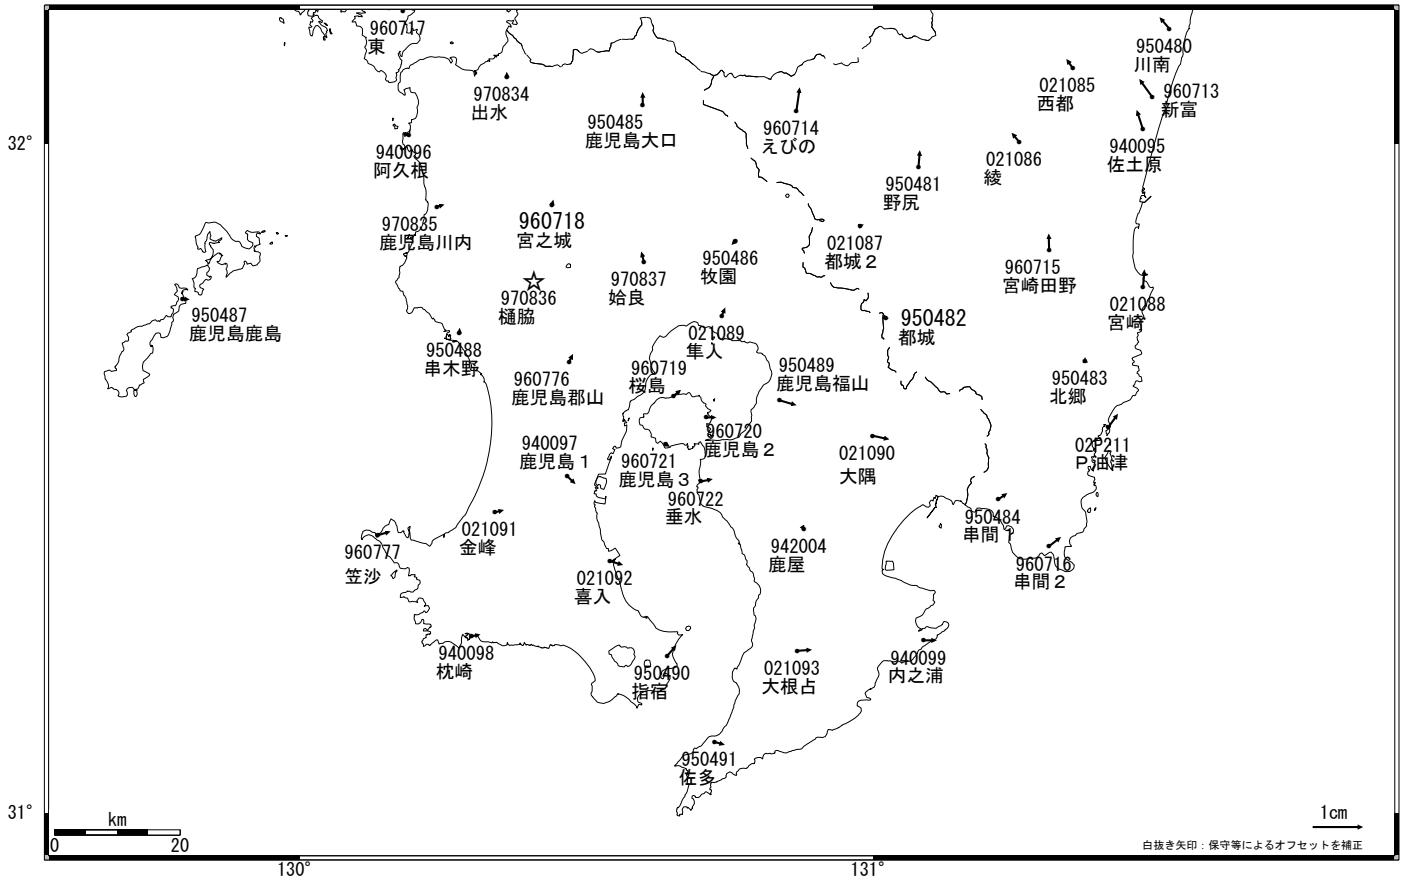 960717
東
950480
川南
970834
出水
021085
西都
960713
新富
950485
鹿児島大口
960714
えびの
32°
940096
阿久根
021086
綾
940095
佐土原
950481
野尻
970835
鹿児島川内
960718
宮之城
021087
都城２
950486
牧園
960715
宮崎田野
970837
姶良
970836
樋脇
950487
鹿児島鹿島
021088
宮崎
950482
都城
021089
隼人
950488
串木野
960719
桜島
950489
鹿児島福山
960776
鹿児島郡山
950483
北郷
960720
鹿児島２
940097
鹿児島１
021090
大隅
02P211
Ｐ油津
960721
鹿児島３
960722
垂水
950484
串間１
021091
金峰
960777
笠沙
942004
鹿屋
960716
串間２
021092
喜入
940098
枕崎
950490
指宿
021093
大根占
940099
内之浦
950491
佐多
31°
km
0 20
1cm
白抜き矢印：保守等によるオフセットを補正
130° 131°